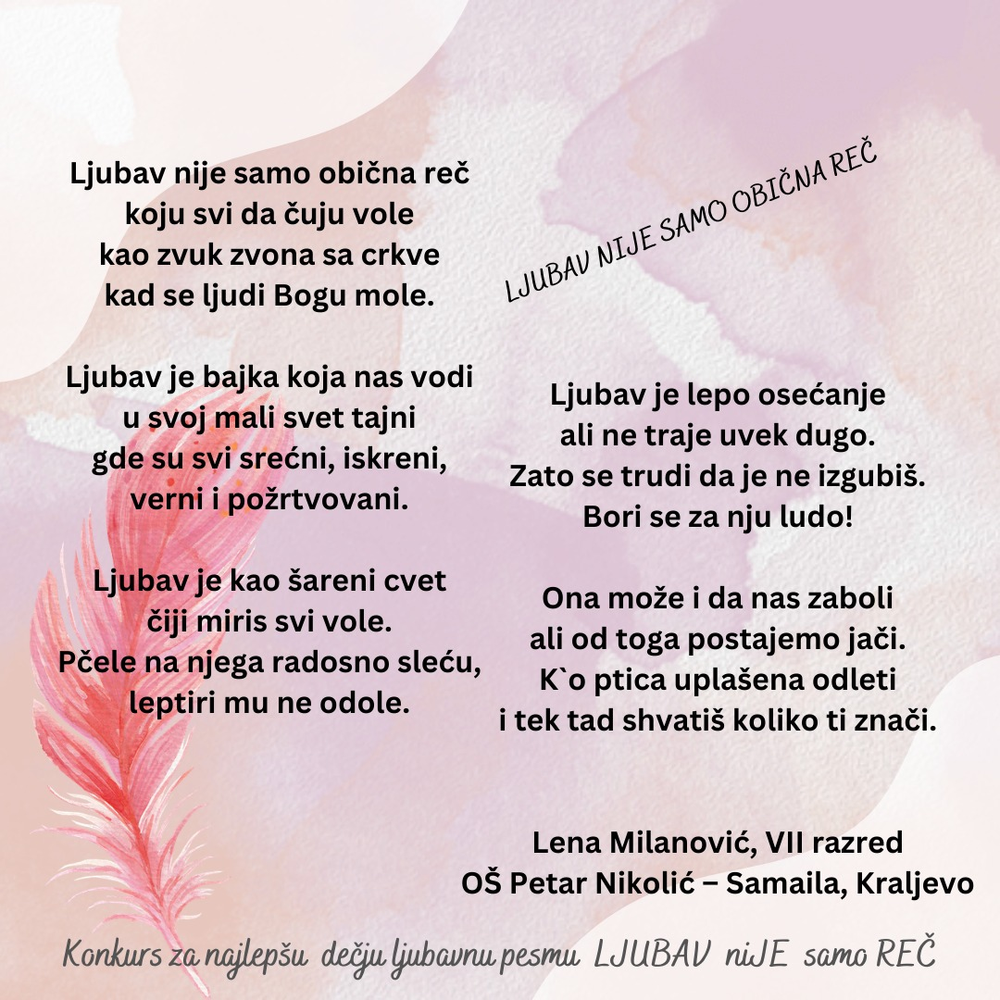 LJUBAV NIJE SAMO OBIČNA REČ
Ljubav nije samo obična reč
koju svi da čuju vole
kao zvuk zvona sa crkve
kad se ljudi Bogu mole.
Ljubav je bajka koja nas vodi
u svoj mali svet tajni
gde su svi srećni, iskreni,
verni i požrtvovani.
Ljubav je kao šareni cvet
čiji miris svi vole.
Pčele na njega radosno sleću,
leptiri mu ne odole.
Ljubav je lepo osećanje
ali ne traje uvek dugo.
Zato se trudi da je ne izgubiš.
Bori se za nju ludo!
Ona može i da nas zaboli
ali od toga postajemo jači.
K`o ptica uplašena odleti
i tek tad shvatiš koliko ti znači.
Lena Milanović, VII razred
OŠ Petar Nikolić – Samaila, Kraljevo
Konkurs za najlepšu dečju ljubavnu pesmu LJUBAV niJE samo REČ